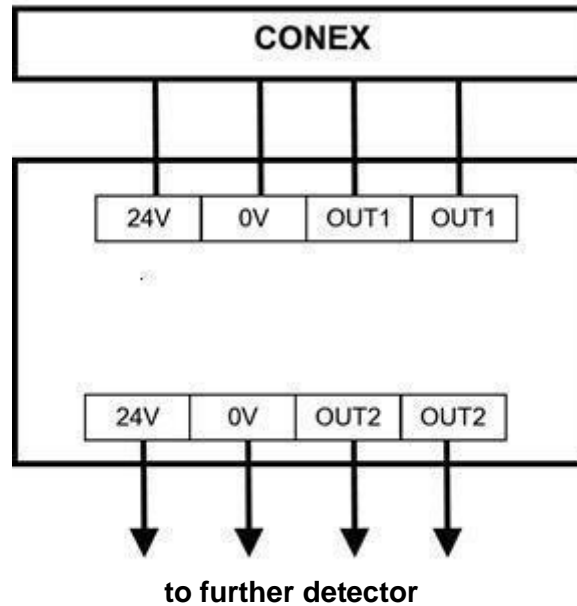 CONEX
24V 0V OUT1 OUT1
24V 0V OUT2 OUT2
to further detector